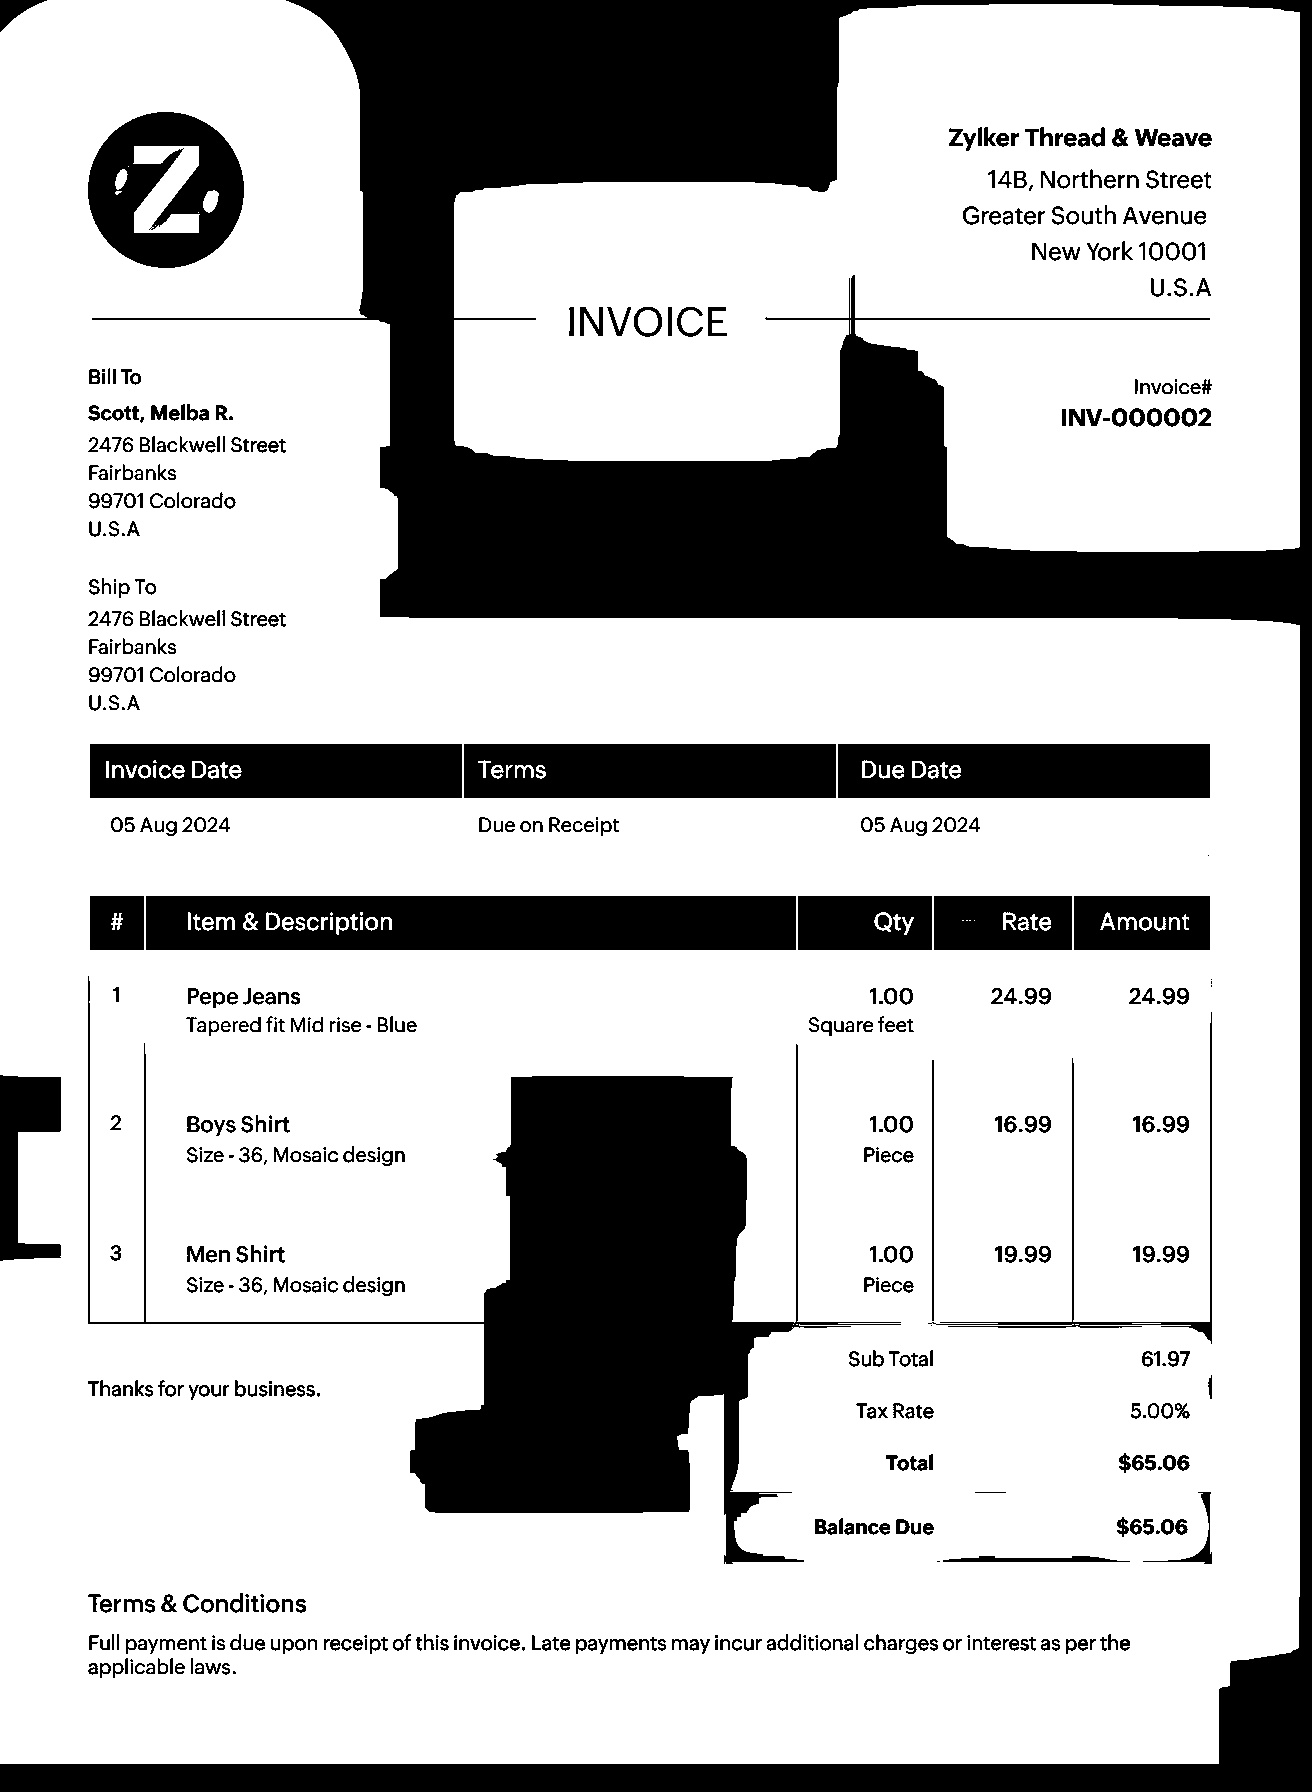 Z
Zylker Thread & Weave
14B, Northern Street
Greater South Avenue
New York 10001
U.S.A
INVOICE
Bill To
Scott, Melba R.
2476 Blackwell Street
Fairbanks
99701 Colorado
U.S.A
Invoice#
INV-000002
Ship To
2476 Blackwell Street
Fairbanks
99701 Colorado
U.S.A
Invoice Date Terms Due Date
05 Aug 2024 Due on Receipt 05 Aug 2024
# Item & Description Qty Rate Amount
1 Pepe Jeans 1.00 24.99 24.99
Tapered fit Mid rise - Blue Square feet
2 Boys Shirt 1.00 16.99 16.99
Size - 36, Mosaic design Piece
3 Men Shirt 1.00 19.99 19.99
Size - 36, Mosaic design Piece
Sub Total 61.97
Thanks for your business.
Tax Rate 5.00%
Total $65.06
Balance Due $65.06
Terms & Conditions
Full payment is due upon receipt of this invoice. Late payments may incur additional charges or interest as per the
applicable laws.